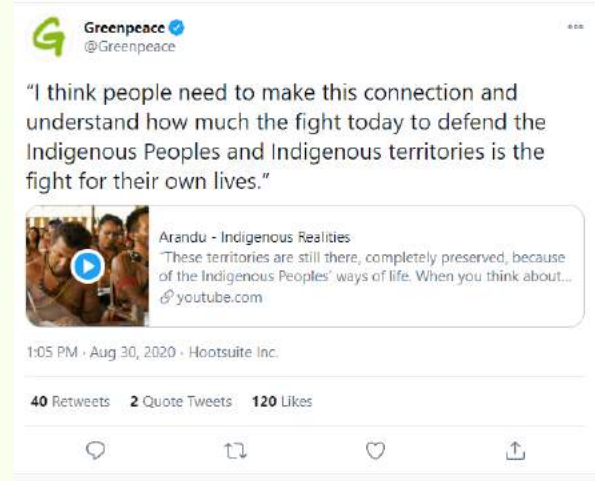 Greenpeace
@Greenpeace
“I think people need to make this connection and
understand how much the fight today to defend the
Indigenous Peoples and Indigenous territories is the
fight for their own lives.”
Arandu - Indigenous Realities
"These territories are still there, completely preserved, because
of the Indigenous Peoples' ways of life. When you think about...
youtube.com
1:05 PM · Aug 30, 2020 · Hootsuite Inc.
40 Retweets 2 Quote Tweets 120 Likes